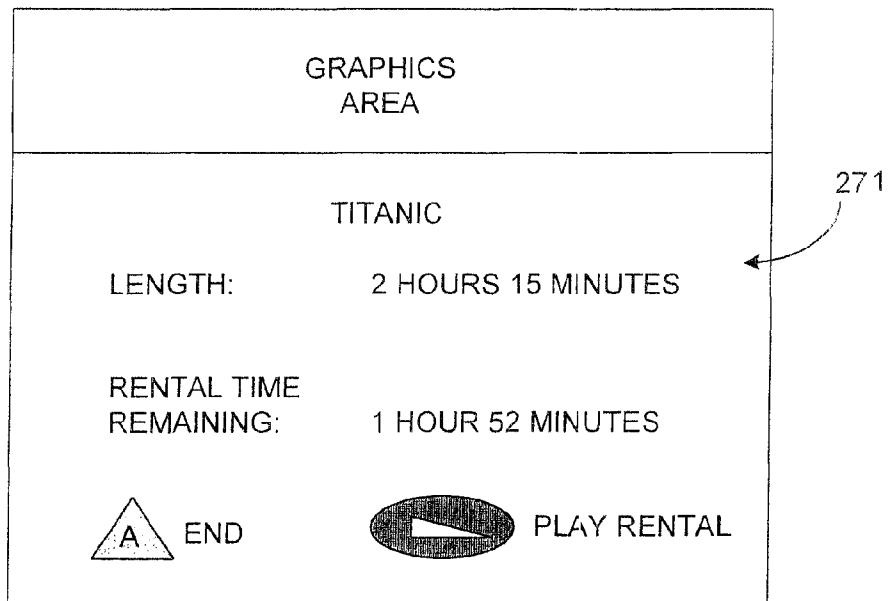 GRAPHICS
AREA
271
TITANIC
LENGTH: 2 HOURS 15 MINUTES
RENTAL TIME
REMAINING: 1 HOUR 52 MINUTES
A END PLAY RENTAL